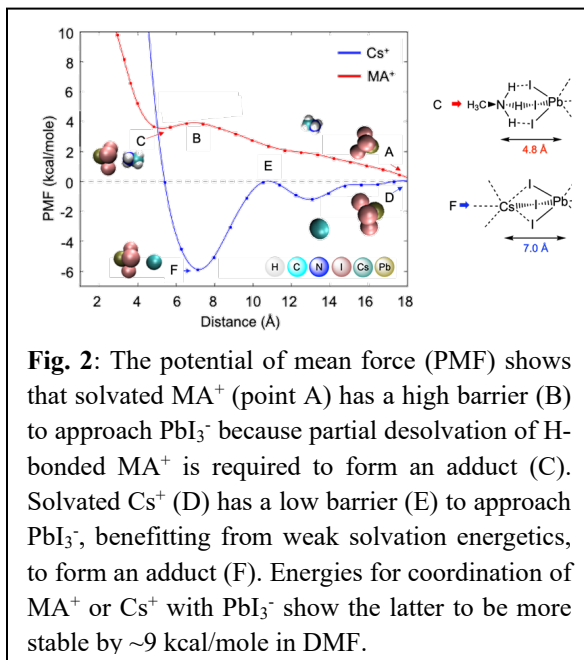 10
8
6
4
2
0
-2
-4
-6
PMF (kcal/mole)
Cs⁺
MA⁺
A
B
C
D
E
F
H C N I Cs Pb
2 4 6 8 10 12 14 16 18
Distance (Å)
C
H₃C
N
H
H
H
I
I
I
Pb
4.8 Å
F
Cs
I
I
I
Pb
7.0 Å
Fig. 2: The potential of mean force (PMF) shows
that solvated MA⁺ (point A) has a high barrier (B)
to approach PbI₃⁻ because partial desolvation of H-
bonded MA⁺ is required to form an adduct (C).
Solvated Cs⁺ (D) has a low barrier (E) to approach
PbI₃⁻, benefitting from weak solvation energetics,
to form an adduct (F). Energies for coordination of
MA⁺ or Cs⁺ with PbI₃⁻ show the latter to be more
stable by ~9 kcal/mole in DMF.